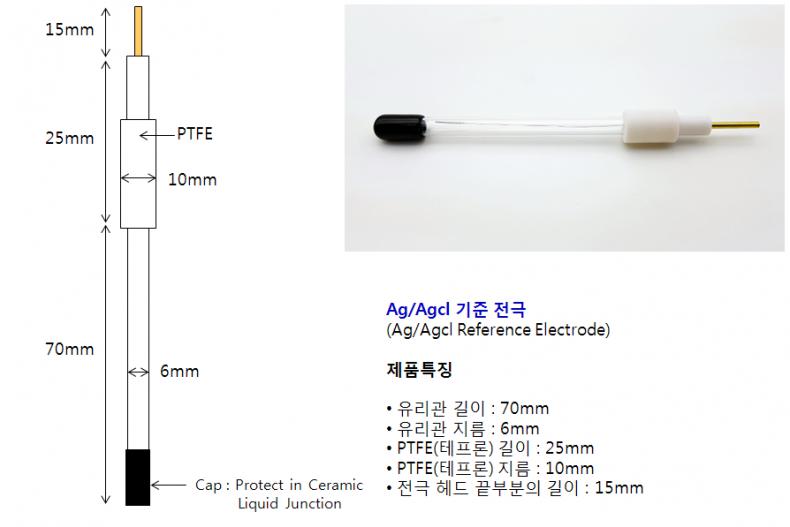 15mm
25mm
PTFE
10mm
70mm
6mm
Cap : Protect in Ceramic
Liquid Junction
Ag/Agcl 기준 전극
(Ag/Agcl Reference Electrode)
제품특징
• 유리관 길이 : 70mm
• 유리관 지름 : 6mm
• PTFE(테프론) 길이 : 25mm
• PTFE(테프론) 지름 : 10mm
• 전극 헤드 끝부분의 길이 : 15mm